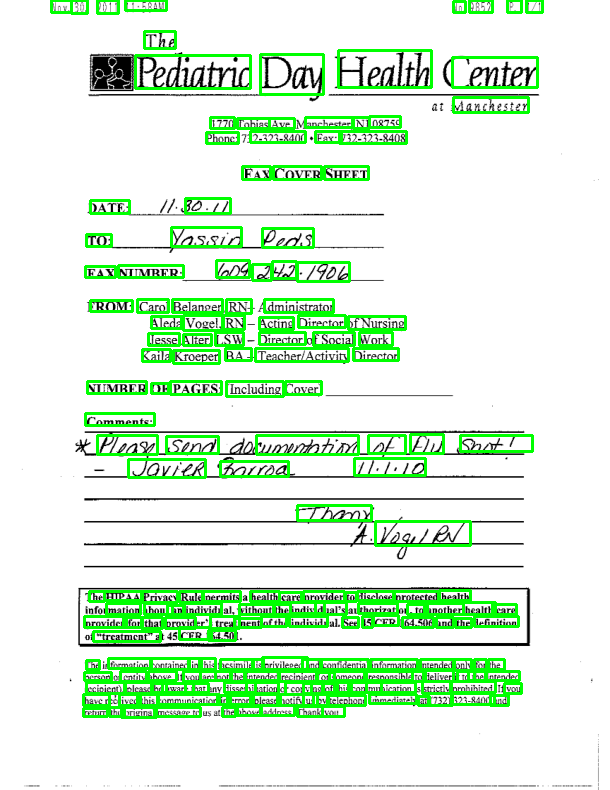 Nov 30 2011 11:58AM No. 0852 P. 1/1
The
Pediatric Day Health Center
at Manchester
1770 Tobias Ave. Manchester, NJ 08759
Phone: 732-323-8400 • Fax: 732-323-8408
FAX COVER SHEET
DATE: 11.30.11
TO: Yassin Peds
FAX NUMBER: 609 242.1906
FROM: Carol Belanger, RN- Administrator
Aleda Vogel, RN – Acting Director of Nursing
Jesse Alter, LSW – Director of Social Work
Kaila Kroeper, BA – Teacher/Activity Director
NUMBER OF PAGES: Including Cover
Comments:
* Please send documentation of Flu Shot!
– Javier 11.1.10
Thanx
A. Vogel RN
The HIPAA Privacy Rule permits a health care provider to disclose protected health
information about an individual, without the individual's authorization, to another health care
provider for that provider's treatment of the individual. See 45 CFR 164.506 and the definition
of "treatment" at 45 CFR 164.501.
The information contained in this facsimile is privileged and confidential information intended only for the
person or entity above. If you are not the intended recipient or someone responsible to deliver it to the intended
recipient, please be aware that any dissemination or copying of this communication is strictly prohibited. If you
have received this communication in error, please notify us by telephone immediately at (732) 323-8400 and
return the original message to us at the above address. Thank you.